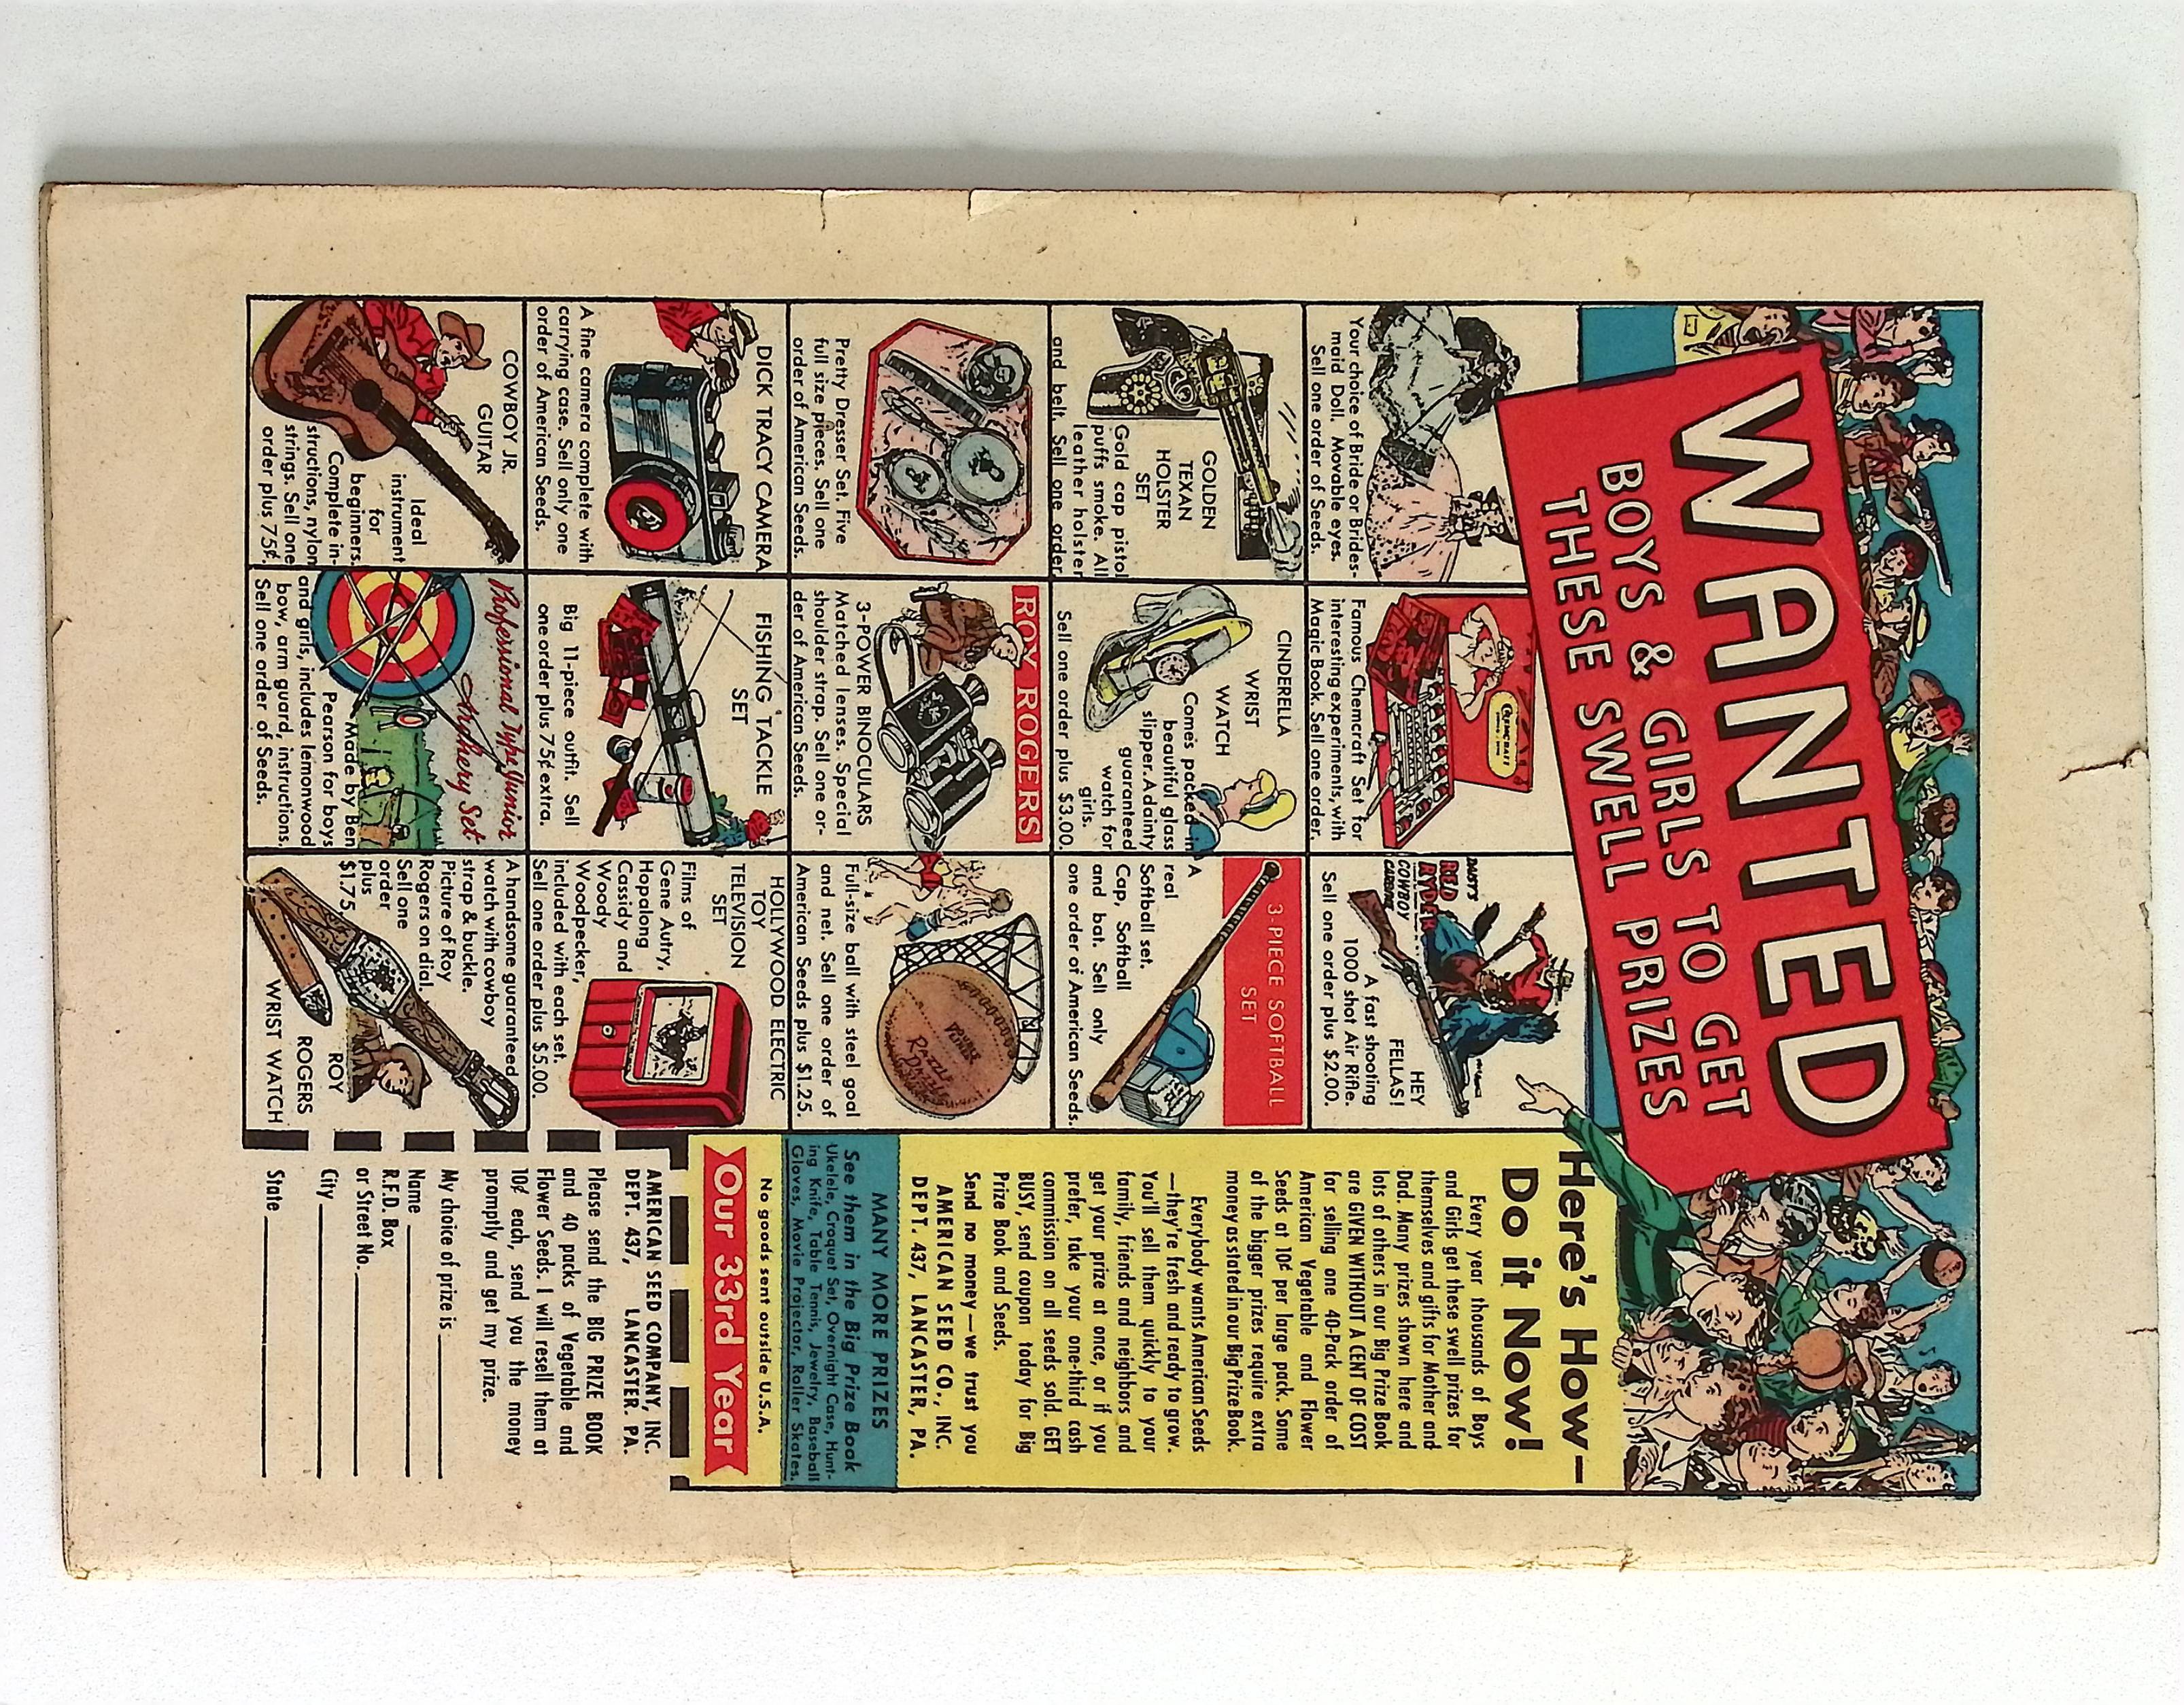 WANTED
BOYS & GIRLS TO GET
THESE SWELL PRIZES
Your choice of Bride or Brides-
maid Doll. Movable eyes.
Sell one order of Seeds.
CHEMCRAFT
Famous Chemcraft Set for
interesting experiments, with
Magic Book. Sell one order.
DAISY'S
RED
RYDER
COWBOY
CARBINE
HEY
FELLAS!
A fast shooting
1000 shot Air Rifle.
Sell one order plus $2.00.
GOLDEN
TEXAN
HOLSTER
SET
Gold cap pistol
puffs smoke. All
leather holster
and belt. Sell one order.
CINDERELLA
WRIST
WATCH
Comes packed in A
beautiful glass
slipper. A dainty
guaranteed
watch for
girls.
Sell one order plus $3.00.
3-PIECE SOFTBALL
SET
real
Softball set.
Cap, Softball
and bat. Sell only
one order of American Seeds.
Pretty Dresser Set. Five
full size pieces. Sell one
order of American Seeds.
ROY ROGERS
3-POWER BINOCULARS
Matched lenses. Special
shoulder strap. Sell one or-
der of American Seeds.
Razzle
Dazzle
Full-size ball with steel goal
and net. Sell one order of
American Seeds plus $1.25.
DICK TRACY CAMERA
A fine camera complete with
carrying case. Sell only one
order of American Seeds.
FISHING TACKLE
SET
Big 11-piece outfit. Sell
one order plus 75¢ extra.
HOLLYWOOD ELECTRIC
TOY
TELEVISION
SET
Films of
Gene Autry,
Hopalong
Cassidy and
Woody
Woodpecker,
included with each set.
Sell one order plus $5.00.
COWBOY JR.
GUITAR
Ideal
instrument
for
beginners.
Complete in-
structions, nylon
strings. Sell one
order plus 75¢.
Professional Type Junior
Archery Set
Made by Ben
Pearson for boys
and girls, includes lemonwood
bow, arm guard, instructions.
Sell one order of Seeds.
A handsome guaranteed
watch with cowboy
strap & buckle.
Picture of Roy
Rogers on dial.
Sell one
order
plus
$1.75.
ROY
ROGERS
WRIST WATCH
Here's How—
Do it Now!
Every year thousands of Boys
and Girls get these swell prizes for
themselves and gifts for Mother and
Dad. Many prizes shown here and
lots of others in our Big Prize Book
are GIVEN WITHOUT A CENT OF COST
for selling one 40-Pack order of
American Vegetable and Flower
Seeds at 10¢ per large pack. Some
of the bigger prizes require extra
money as stated in our Big Prize Book.
Everybody wants American Seeds
—they're fresh and ready to grow.
You'll sell them quickly to your
family, friends and neighbors and
get your prize at once, or if you
prefer, take your one-third cash
commission on all seeds sold. GET
BUSY, send coupon today for Big
Prize Book and Seeds.
Send no money — we trust you
AMERICAN SEED CO., INC.
DEPT. 437, LANCASTER, PA.
MANY MORE PRIZES
See them in the Big Prize Book
Ukelele, Croquet Set, Overnight Case, Hunt-
ing Knife, Table Tennis, Jewelry, Baseball
Gloves, Movie Projector, Roller Skates.
No goods sent outside U.S.A.
Our 33rd Year
AMERICAN SEED COMPANY, INC.
DEPT. 437, LANCASTER. PA.
Please send the BIG PRIZE BOOK
and 40 packs of Vegetable and
Flower Seeds. I will resell them at
10¢ each, send you the money
promptly and get my prize.
My choice of prize is
Name
R.F.D. Box
or Street No.
City
State